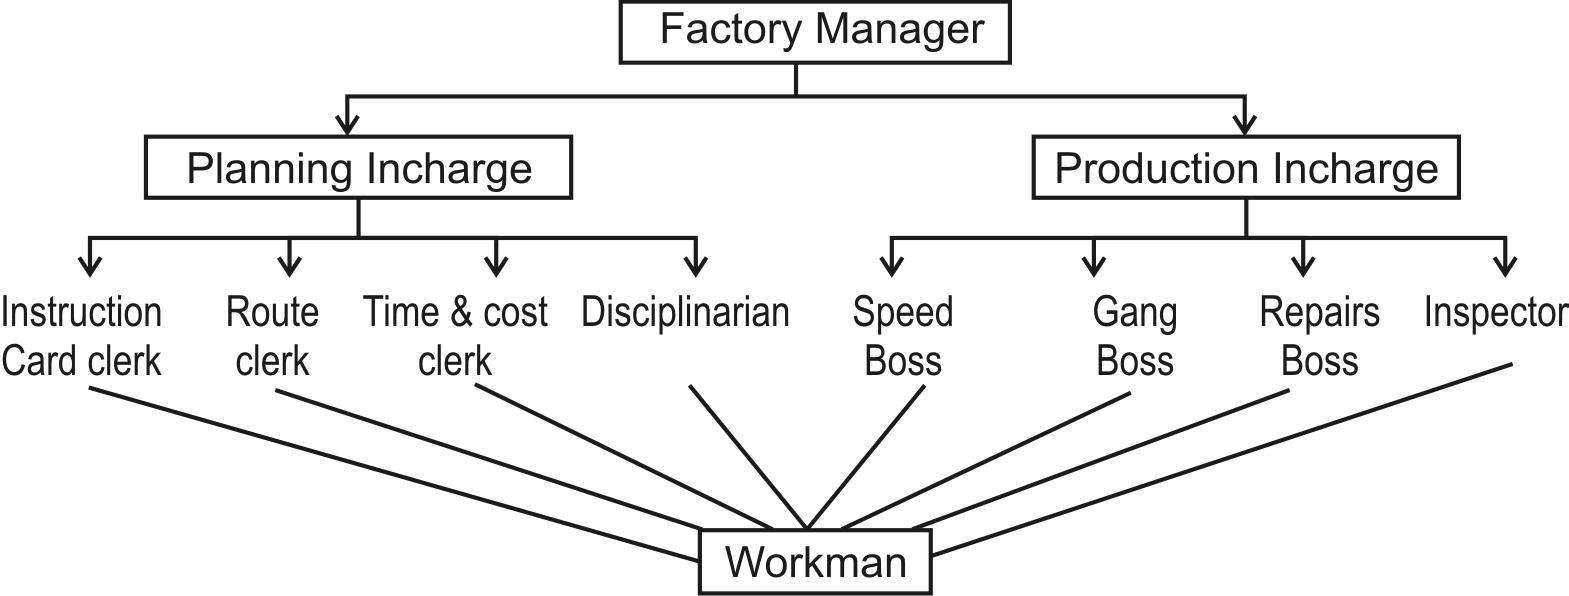 Factory Manager
Planning Incharge
Production Incharge
Instruction
Card clerk
Route
clerk
Time & cost
clerk
Disciplinarian
Speed
Boss
Gang
Boss
Repairs
Boss
Inspector
Workman